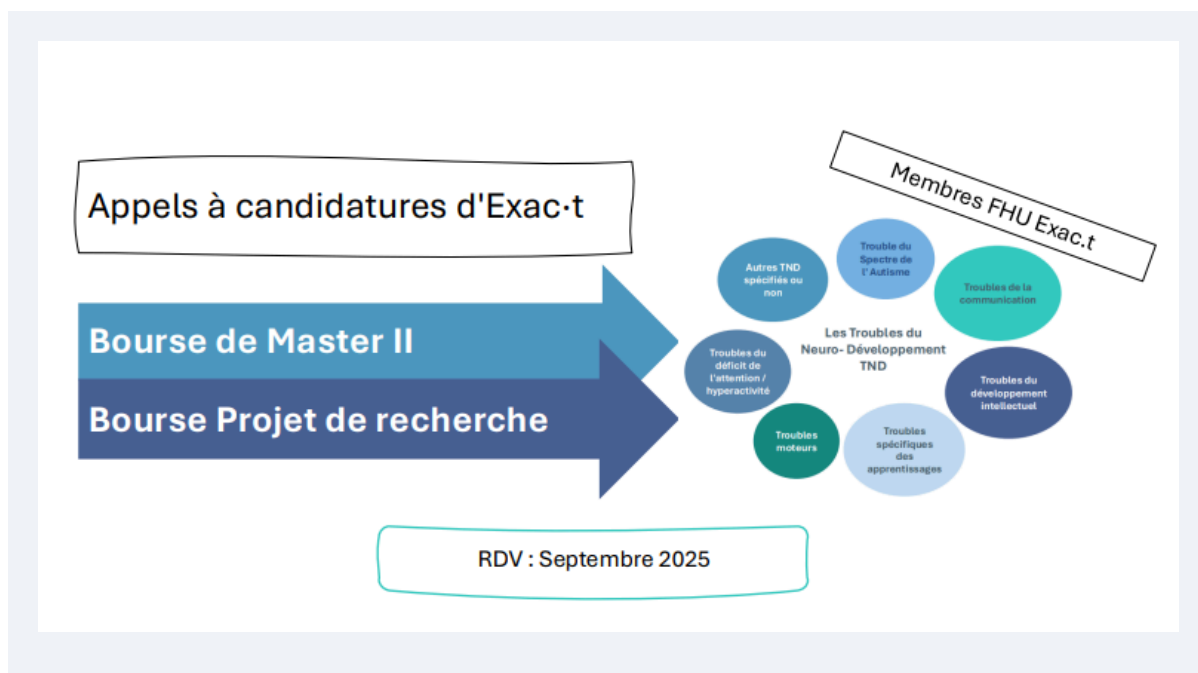 Appels à candidatures d'Exac·t
Membres FHU Exac.t
Bourse de Master II
Bourse Projet de recherche
Trouble du
Spectre de
l' Autisme
Autres TND
spécifiés ou
non
Troubles de la
communication
Les Troubles du
Neuro- Développement
TND
Troubles du
déficit de
l'attention /
hyperactivité
Troubles du
développement
intellectuel
Troubles
moteurs
Troubles
spécifiques
des
apprentissages
RDV : Septembre 2025